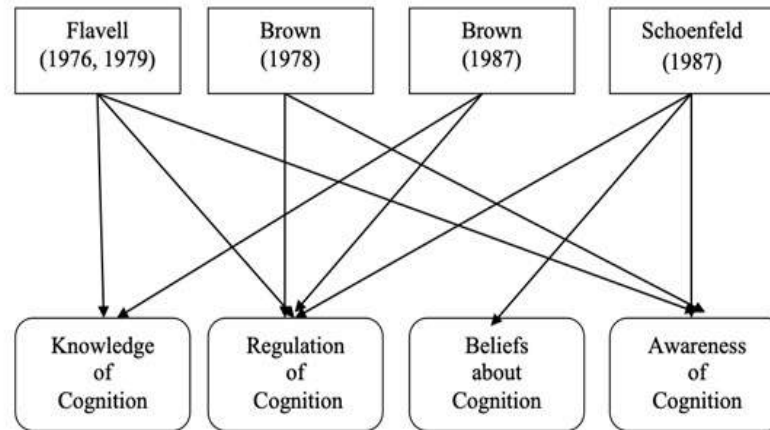 Flavell
(1976, 1979)
Brown
(1978)
Brown
(1987)
Schoenfeld
(1987)
Knowledge
of
Cognition
Regulation
of
Cognition
Beliefs
about
Cognition
Awareness
of
Cognition